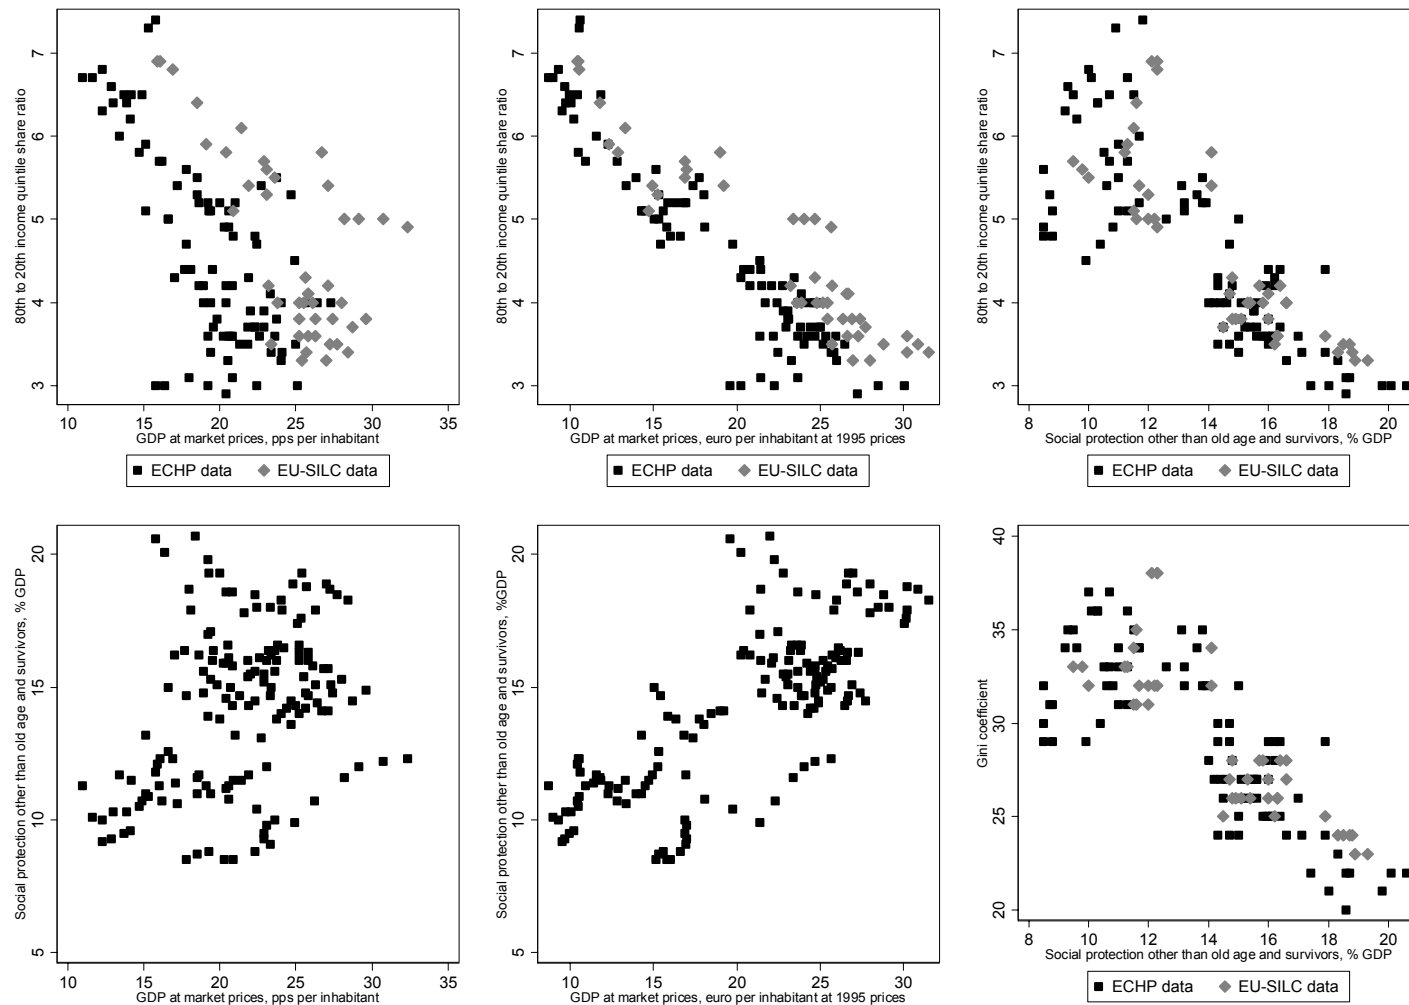 80th to 20th income quintile share ratio
7
6
5
4
3
10 15 20 25 30 35
GDP at market prices, pps per inhabitant
ECHP data EU-SILC data
80th to 20th income quintile share ratio
7
6
5
4
3
10 15 20 25 30
GDP at market prices, euro per inhabitant at 1995 prices
ECHP data EU-SILC data
80th to 20th income quintile share ratio
7
6
5
4
3
8 10 12 14 16 18 20
Social protection other than old age and survivors, % GDP
ECHP data EU-SILC data
Social protection other than old age and survivors, % GDP
20
15
10
5
10 15 20 25 30 35
GDP at market prices, pps per inhabitant
Social protection other than old age and survivors, %GDP
20
15
10
5
10 15 20 25 30
GDP at market prices, euro per inhabitant at 1995 prices
Gini coefficient
40
35
30
25
20
8 10 12 14 16 18 20
Social protection other than old age and survivors, % GDP
ECHP data EU-SILC data